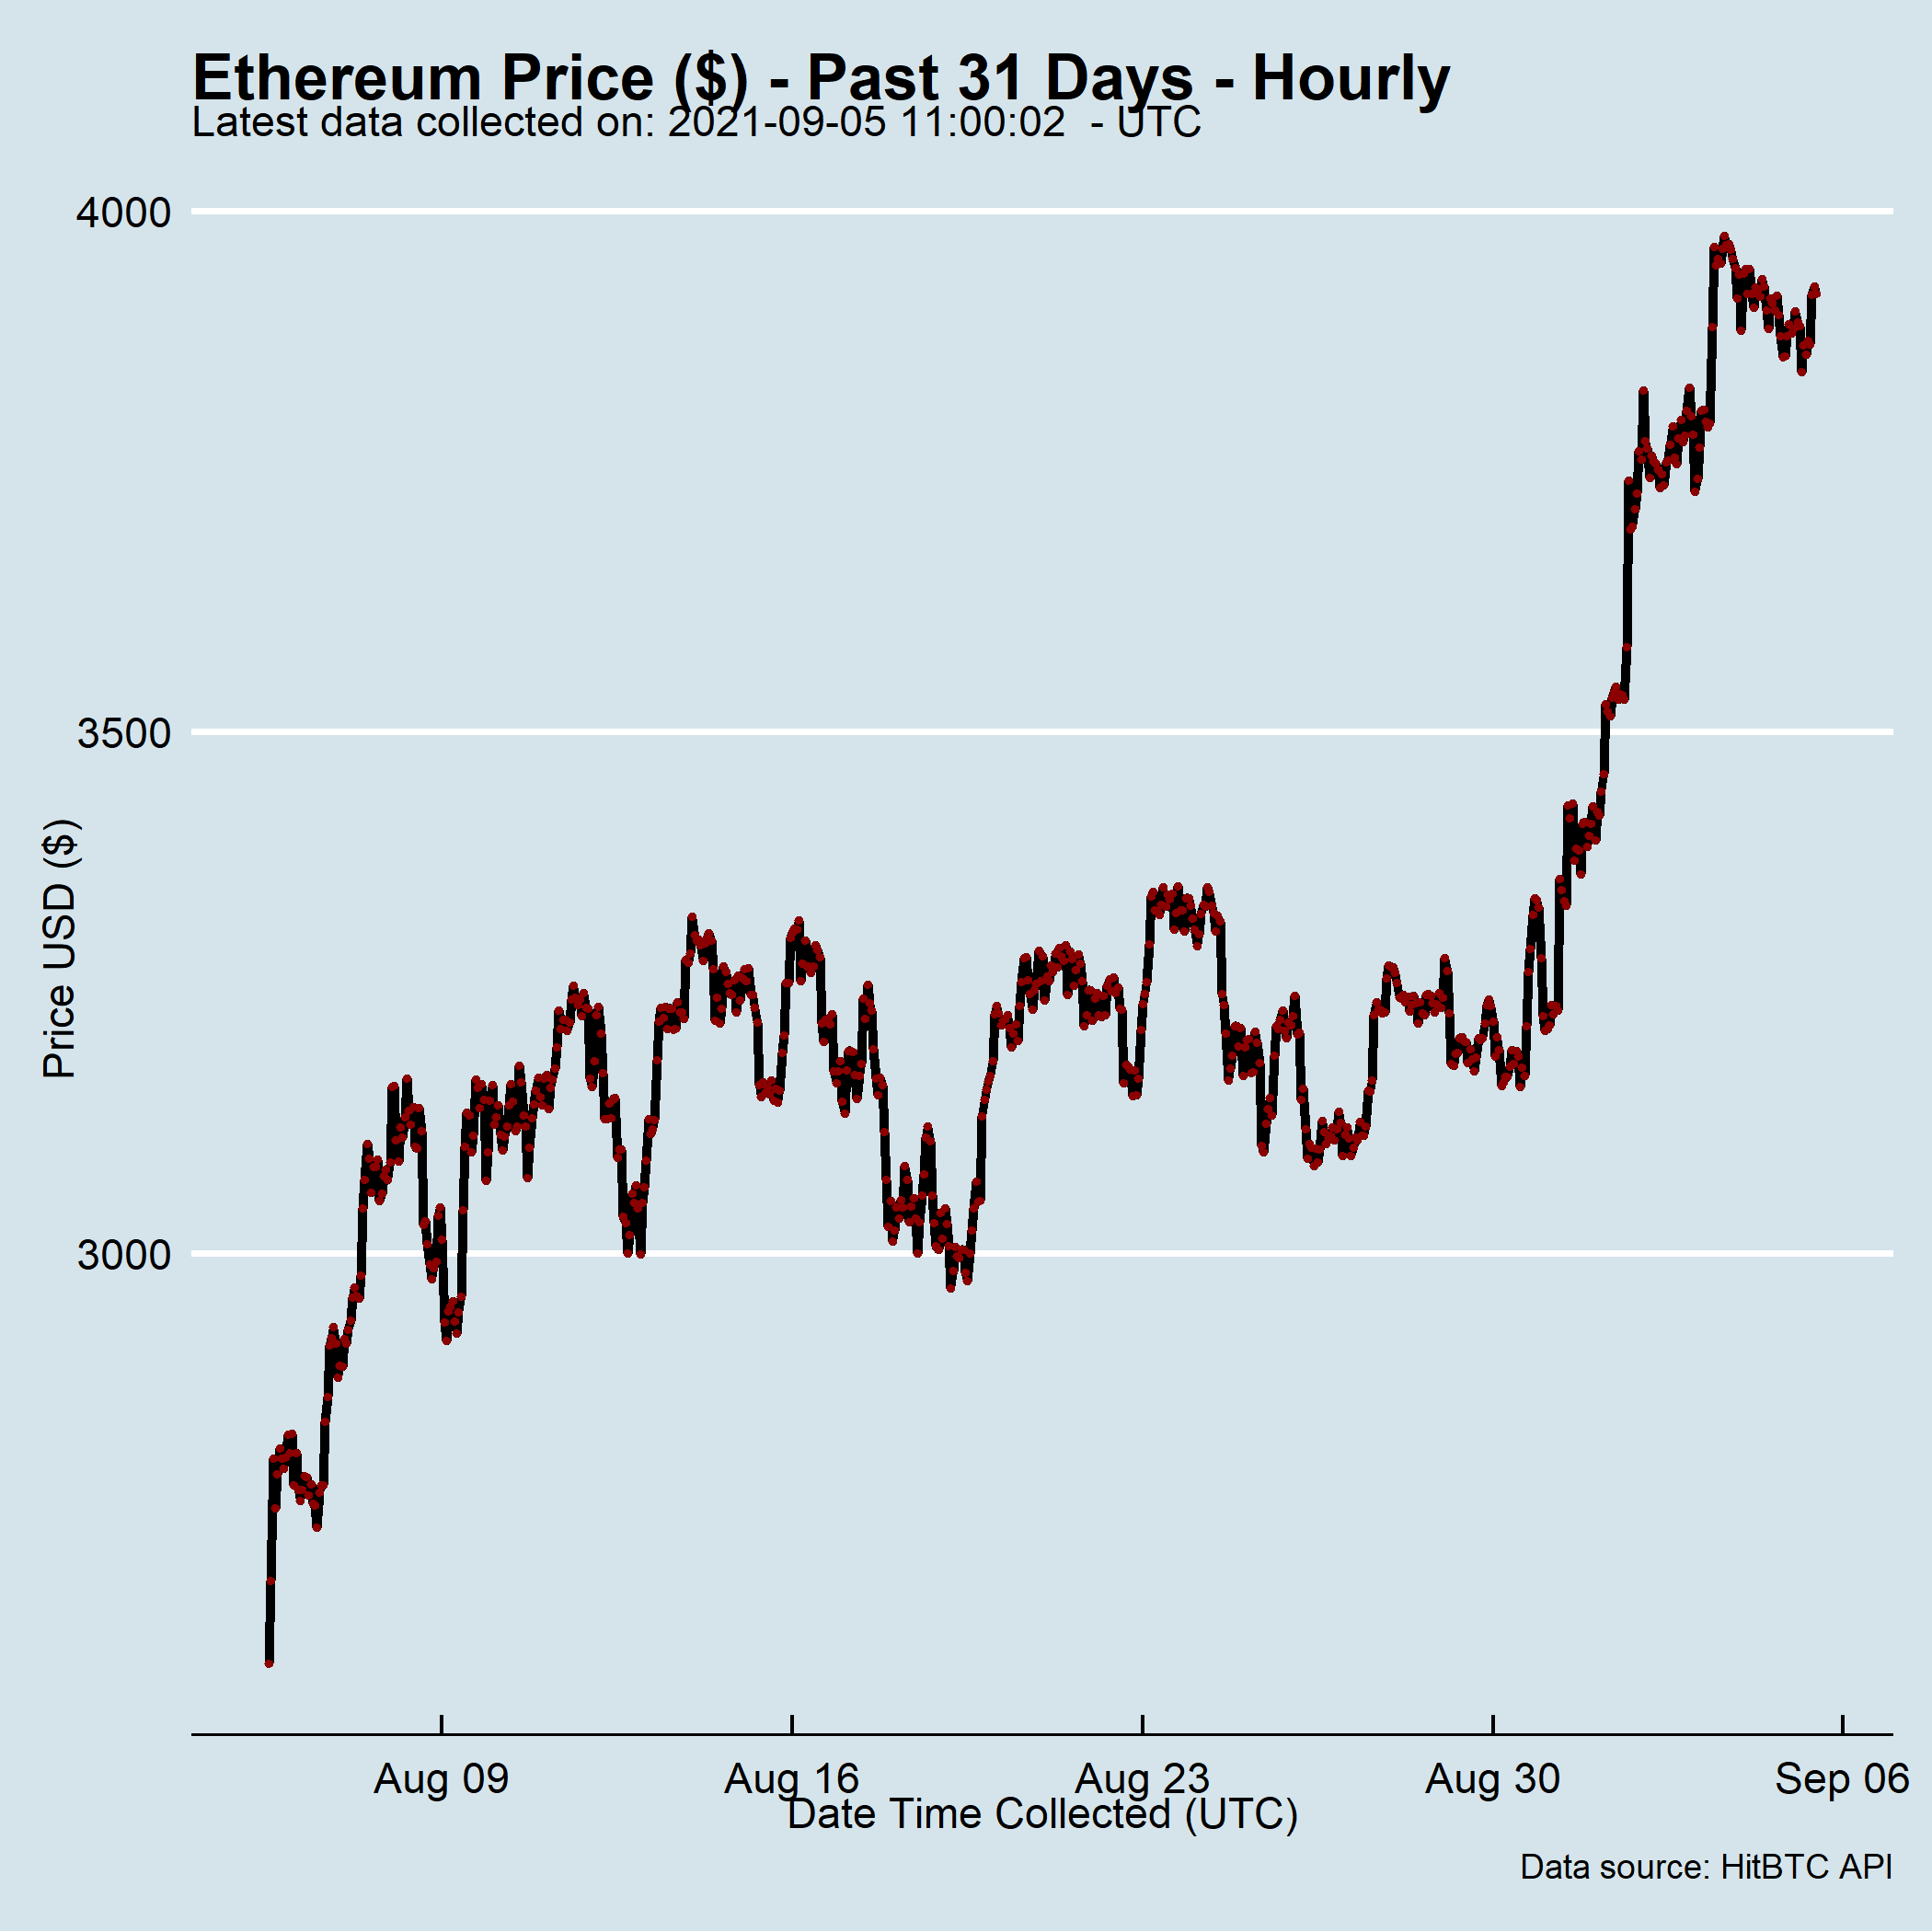 Ethereum Price ($) - Past 31 Days - Hourly
Latest data collected on: 2021-09-05 11:00:02  - UTC
4000
3500
3000
Price USD ($)
Aug 09 Aug 16 Aug 23 Aug 30 Sep 06
Date Time Collected (UTC)
Data source: HitBTC API